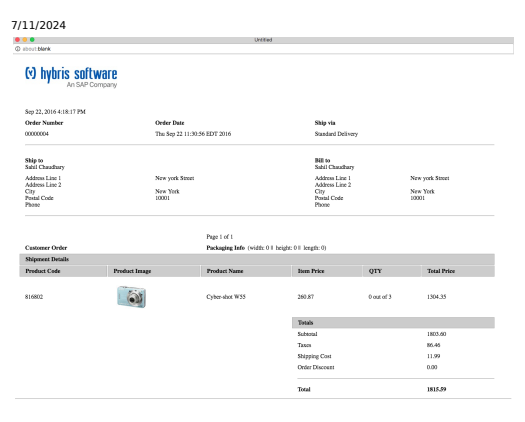 7/11/2024
Untitled
about:blank
(•) hybris software
An SAP Company
Sep 22, 2016 4:18:17 PM
Order Number Order Date Ship via
00000004 Thu Sep 22 11:30:56 EDT 2016 Standard Delivery
Ship to Bill to
Sahil Chaudhary Sahil Chaudhary
Address Line 1 New york Street Address Line 1 New york Street
Address Line 2 Address Line 2
City New York City New York
Postal Code 10001 Postal Code 10001
Phone Phone
Page 1 of 1
Customer Order Packaging Info (width: 0 || height: 0 || length: 0)
Shipment Details
Product Code Product Image Product Name Item Price QTY Total Price
816802 Cyber-shot W55 260.87 0 out of 3 1304.35
Totals
Subtotal 1803.60
Taxes 86.46
Shipping Cost 11.99
Order Discount 0.00
Total 1815.59